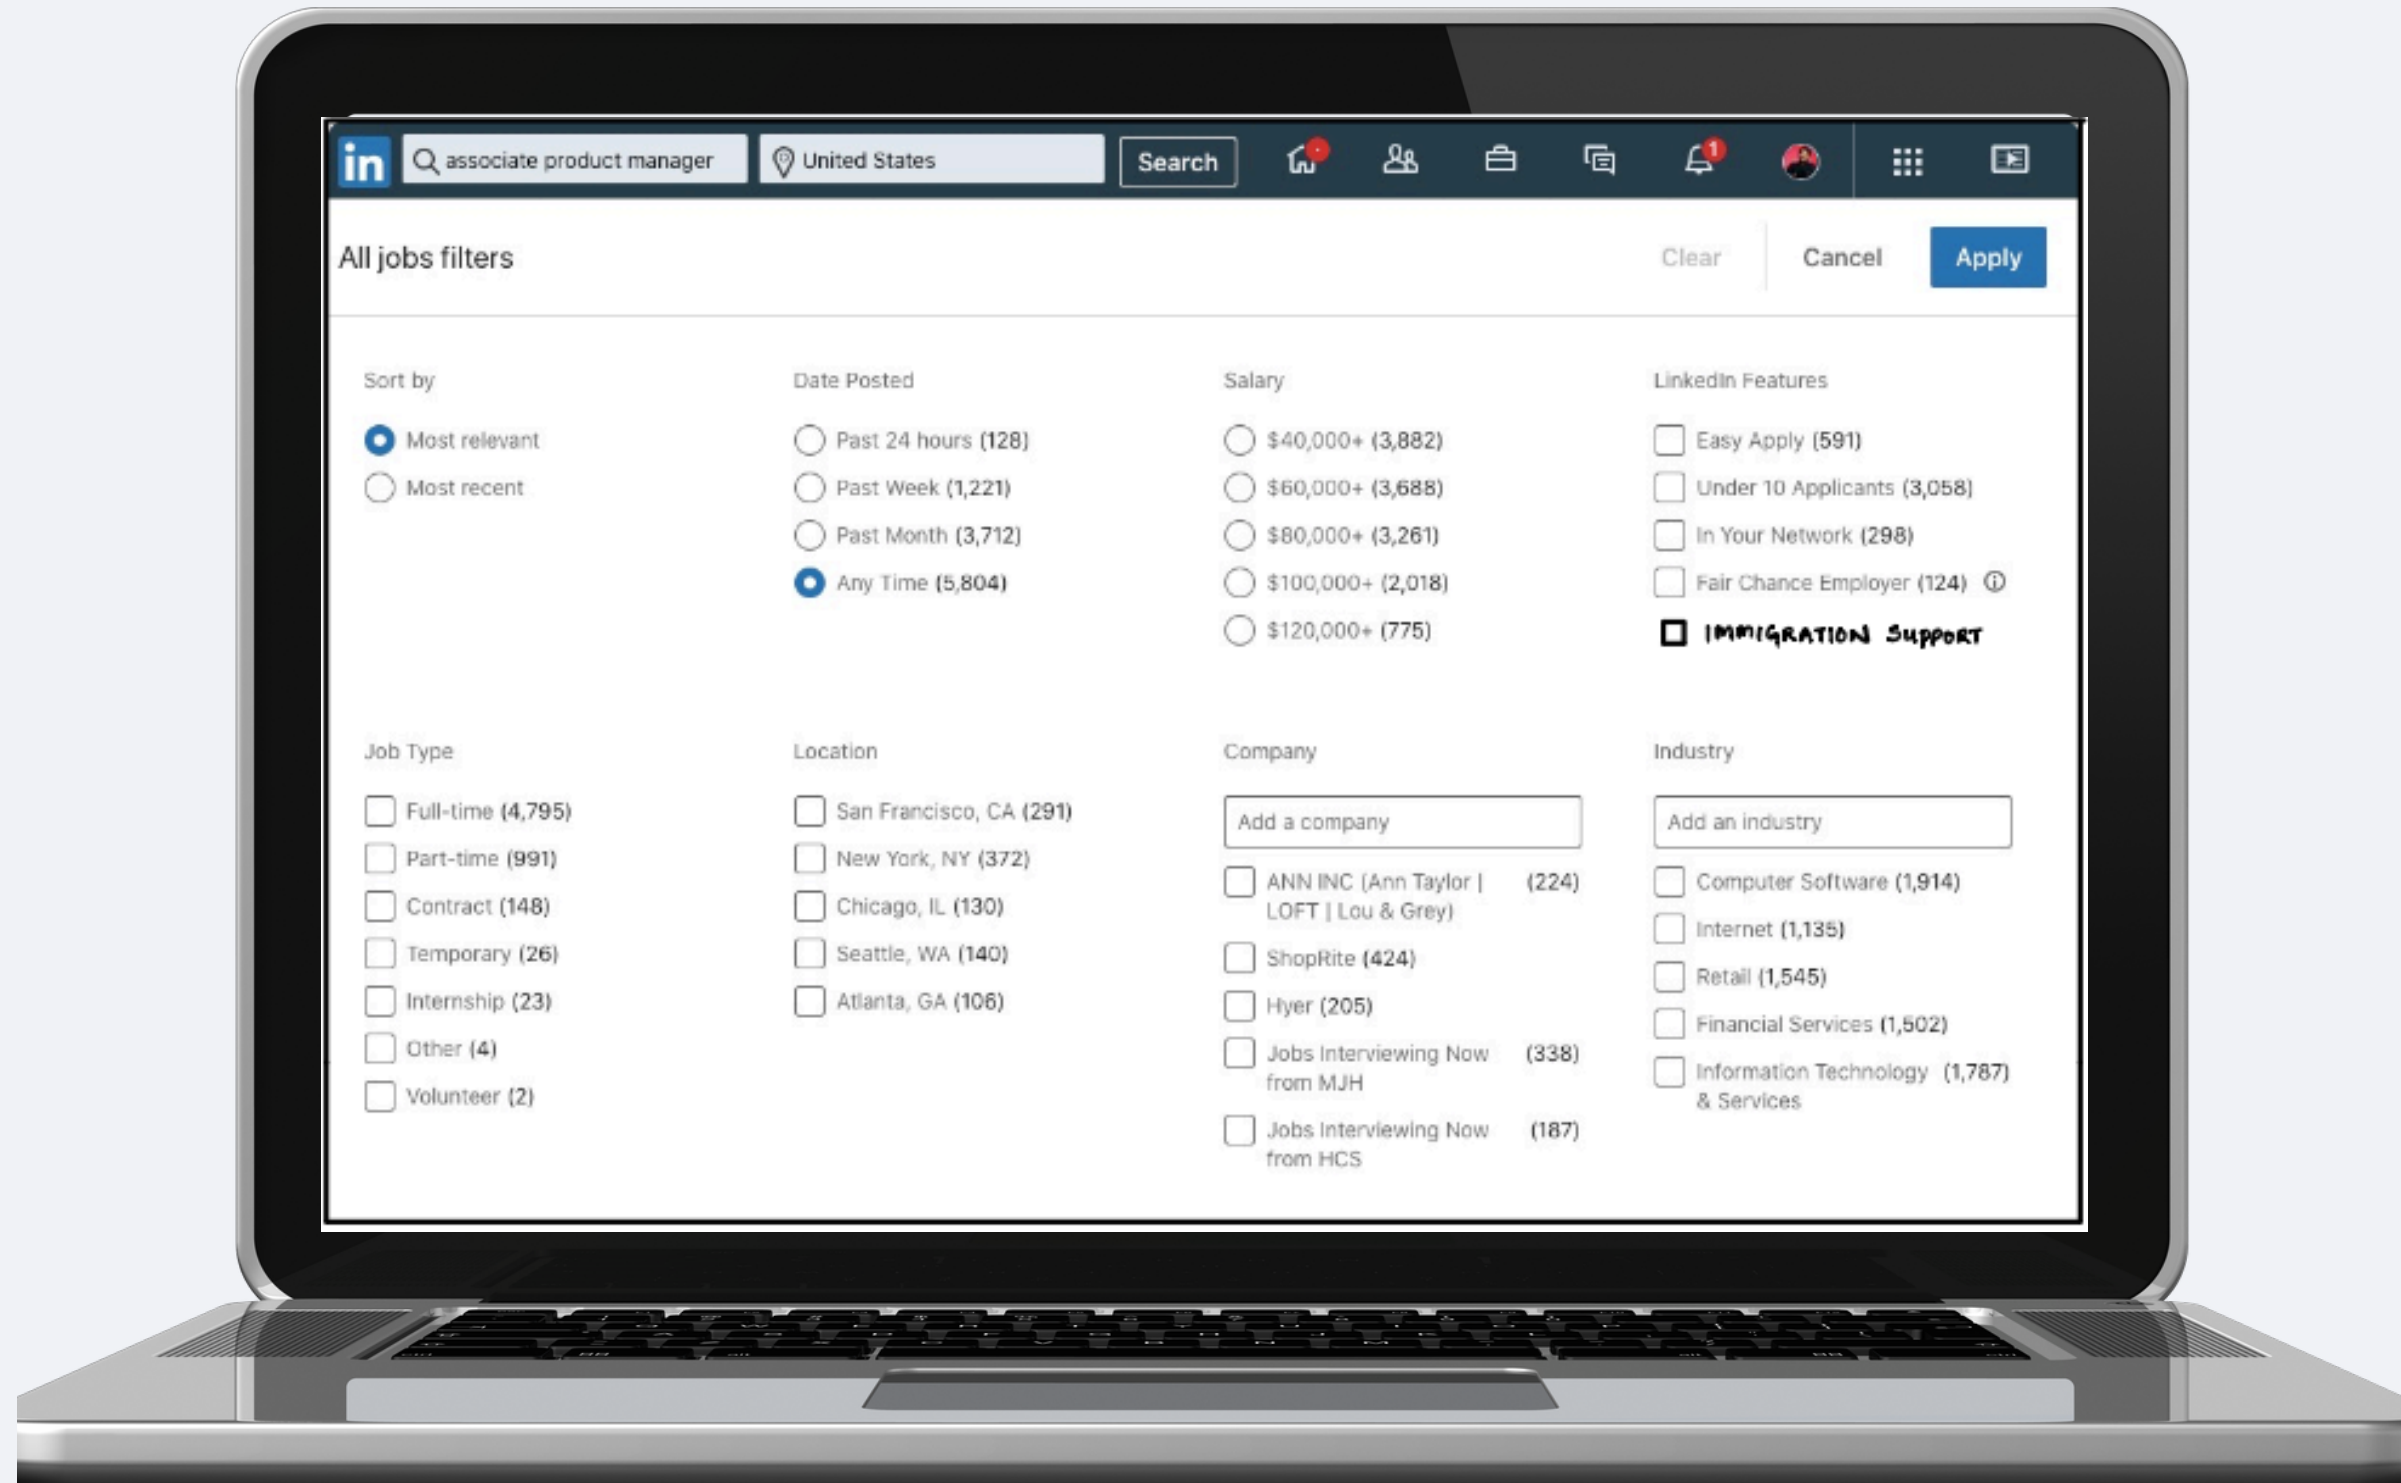 in
associate product manager
United States
Search
1
All jobs filters
Clear
Cancel
Apply
Sort by
Most relevant
Most recent
Date Posted
Past 24 hours (128)
Past Week (1,221)
Past Month (3,712)
Any Time (5,804)
Salary
$40,000+ (3,882)
$60,000+ (3,688)
$80,000+ (3,261)
$100,000+ (2,018)
$120,000+ (775)
LinkedIn Features
Easy Apply (591)
Under 10 Applicants (3,058)
In Your Network (298)
Fair Chance Employer (124)
IMMIGRATION SUPPORT
Job Type
Full-time (4,795)
Part-time (991)
Contract (148)
Temporary (26)
Internship (23)
Other (4)
Volunteer (2)
Location
San Francisco, CA (291)
New York, NY (372)
Chicago, IL (130)
Seattle, WA (140)
Atlanta, GA (106)
Company
Add a company
ANN INC (Ann Taylor | (224)
LOFT | Lou & Grey)
ShopRite (424)
Hyer (205)
Jobs Interviewing Now (338)
from MJH
Jobs Interviewing Now (187)
from HCS
Industry
Add an industry
Computer Software (1,914)
Internet (1,135)
Retail (1,545)
Financial Services (1,502)
Information Technology (1,787)
& Services